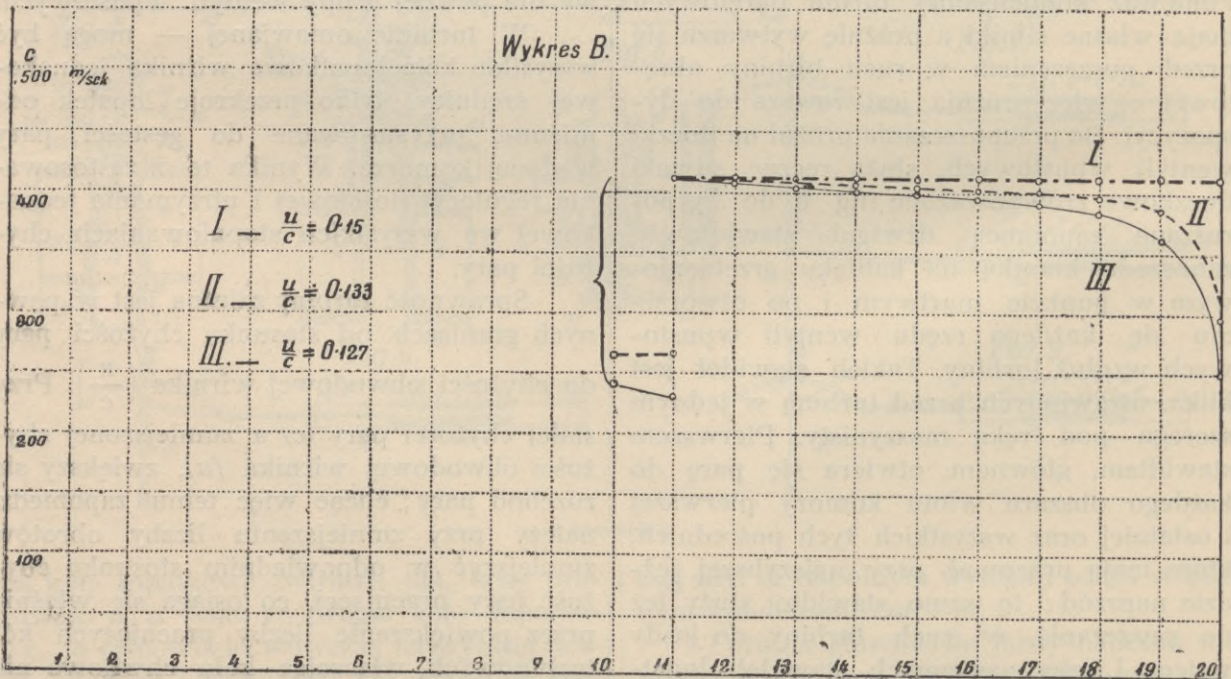 Wykres B.
c
500 m/sek
400
300
200
100
I — u/c = 0·15
II — u/c = 0·133
III — u/c = 0·127
I
II
III
1 2 3 4 5 6 7 8 9 10 11 12 13 14 15 16 17 18 19 20